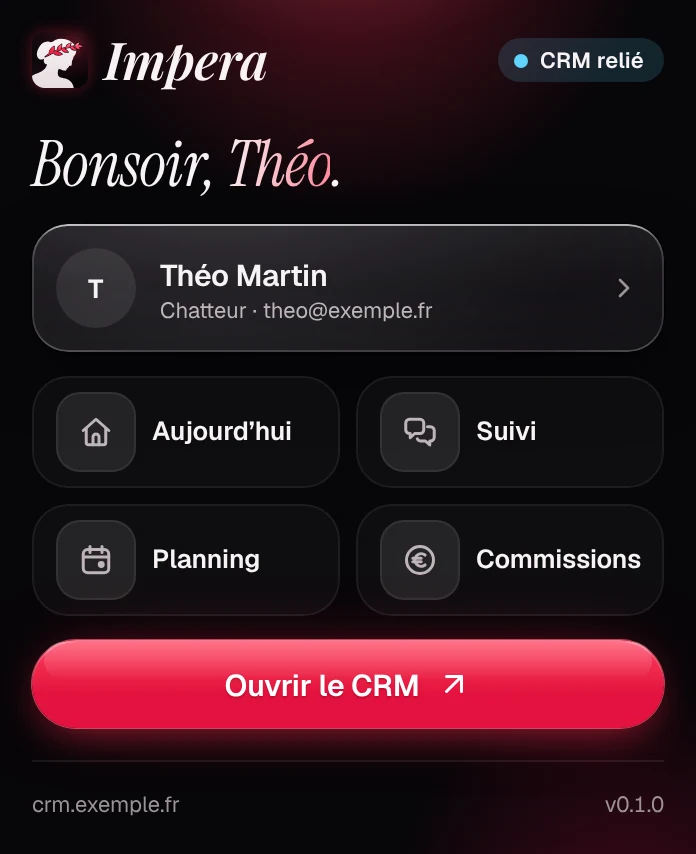 Impera
CRM relié
Bonsoir, Théo.
T
Théo Martin
Chatteur · theo@exemple.fr
Aujourd’hui
Suivi
Planning
Commissions
Ouvrir le CRM
crm.exemple.fr
v0.1.0